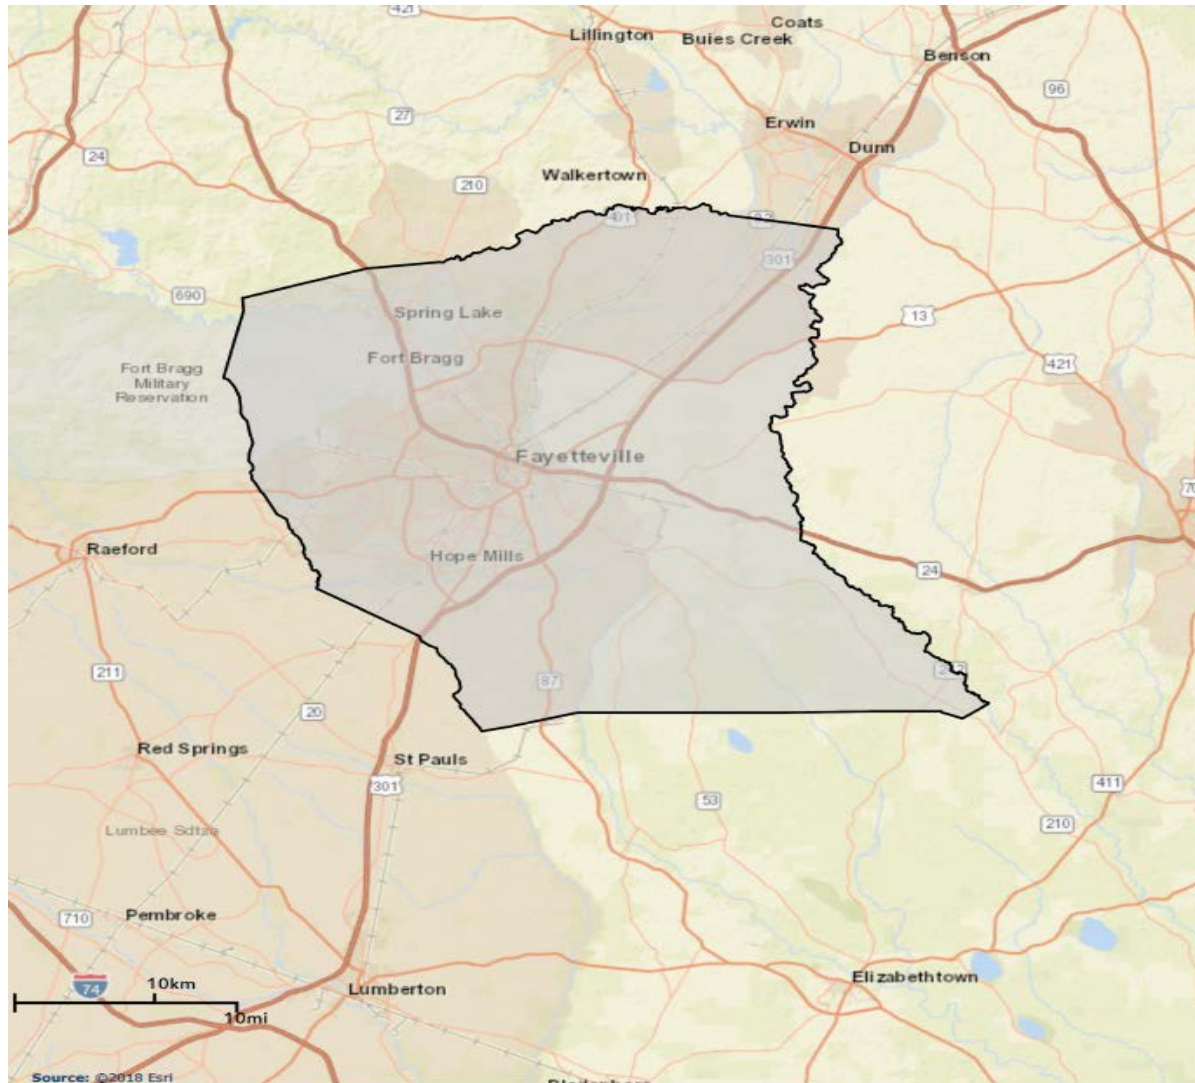 421
Coats
Lillington
Buies Creek
Benson
96
27
Erwin
Dunn
24
Walkertown
210
401
301
690
Spring Lake
13
Fort Bragg
Fort Bragg
Military
Reservation
421
Fayetteville
Raeford
Hope Mills
24
211
87
20
Red Springs
St Pauls
301
411
53
210
Lumbee Sdtsa
710
Pembroke
74
10km
Lumberton
Elizabethtown
10mi
Source: ©2018 Esri